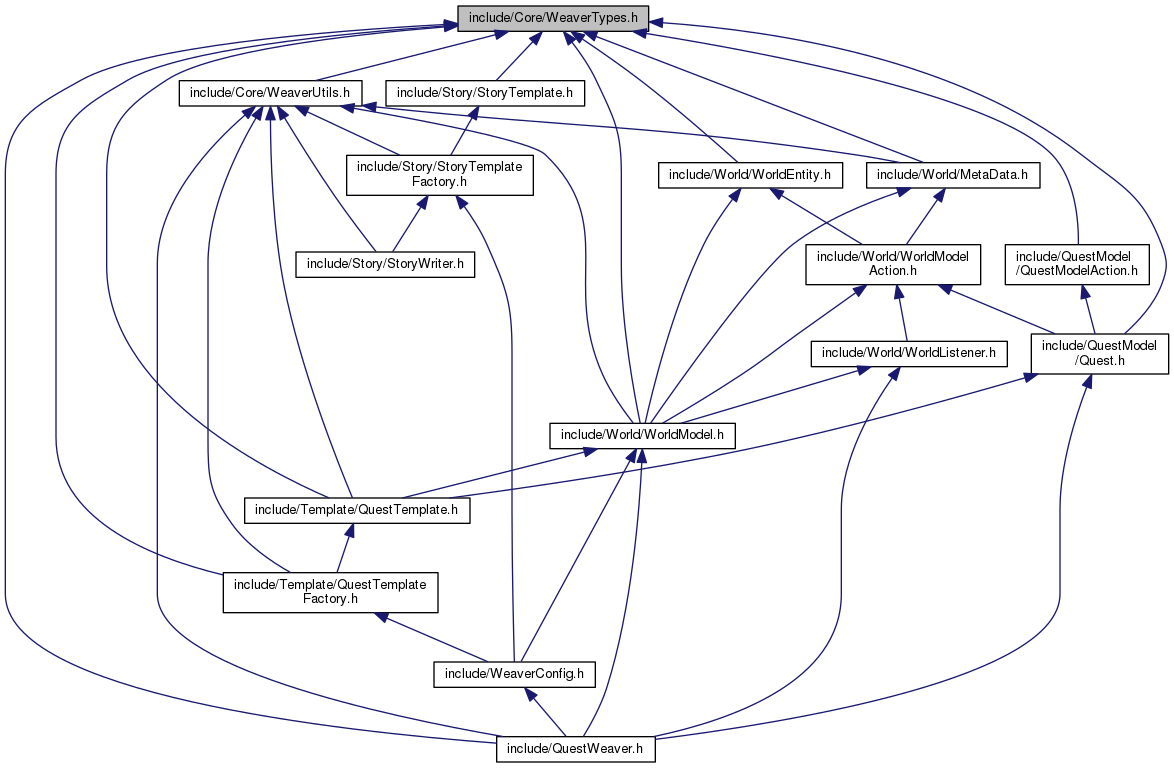 include/Core/WeaverTypes.h
include/Core/WeaverUtils.h
include/Story/StoryTemplate.h
include/Story/StoryTemplate
Factory.h
include/World/WorldEntity.h
include/World/MetaData.h
include/Story/StoryWriter.h
include/World/WorldModel
Action.h
include/QuestModel
/QuestModelAction.h
include/World/WorldListener.h
include/QuestModel
/Quest.h
include/World/WorldModel.h
include/Template/QuestTemplate.h
include/Template/QuestTemplate
Factory.h
include/WeaverConfig.h
include/QuestWeaver.h